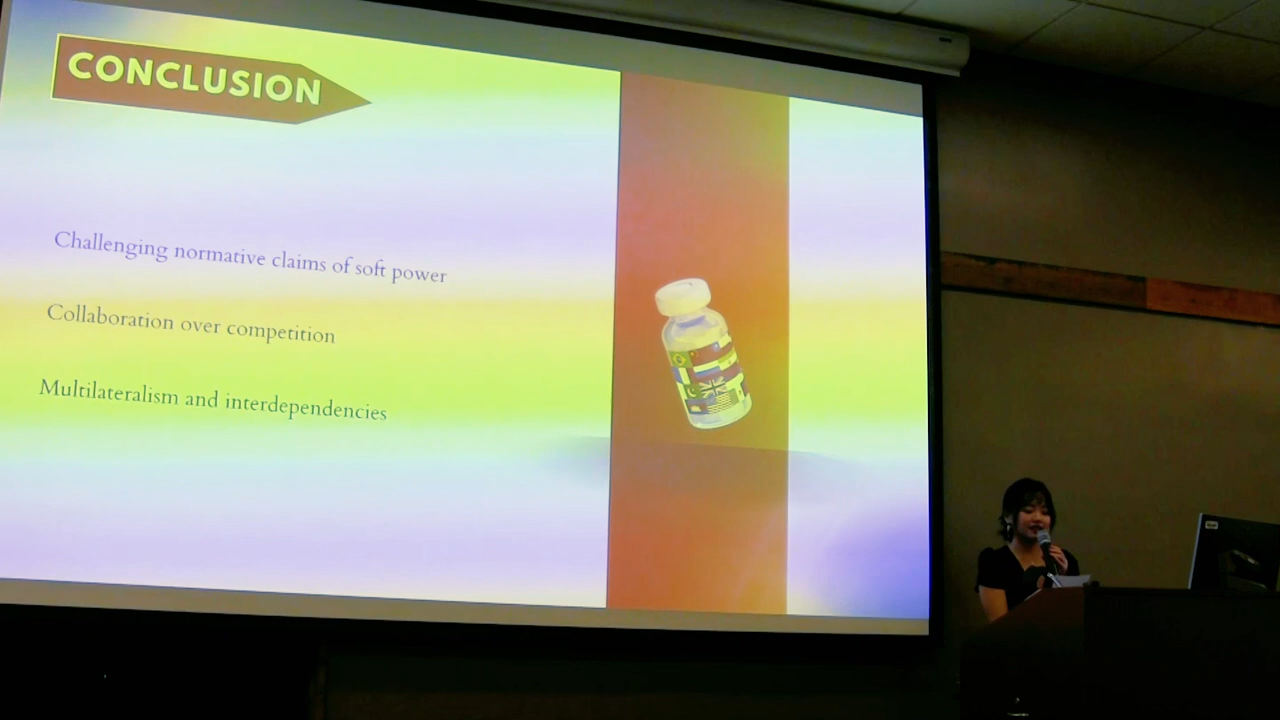 CONCLUSION
Challenging normative claims of soft power
Collaboration over competition
Multilateralism and interdependencies